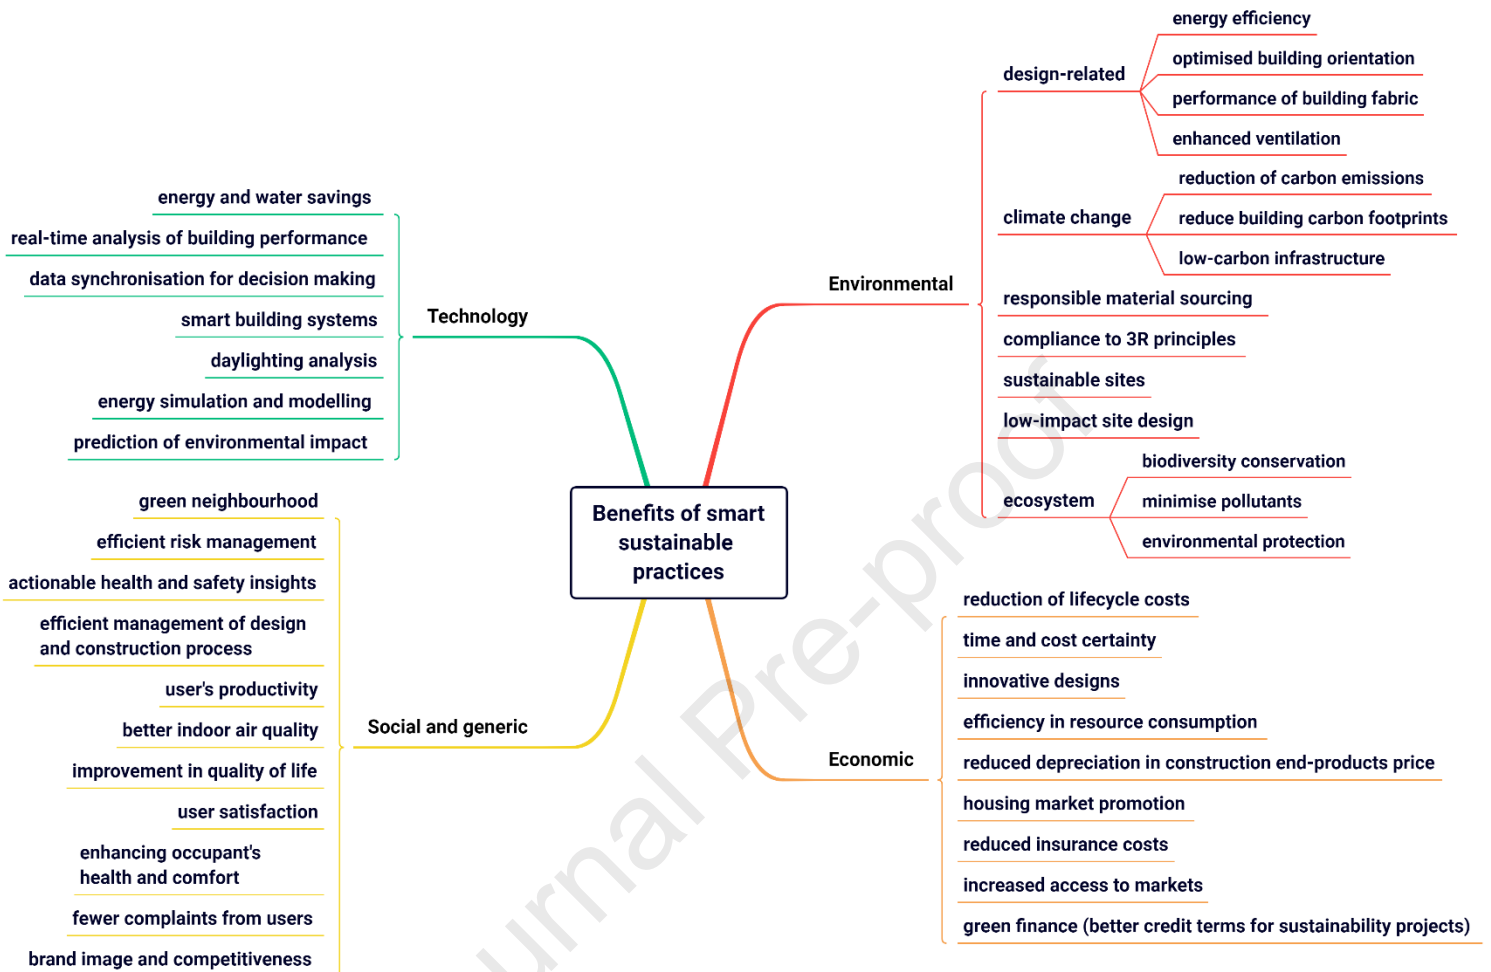 Benefits of smart
sustainable
practices
Technology
energy and water savings
real-time analysis of building performance
data synchronisation for decision making
smart building systems
daylighting analysis
energy simulation and modelling
prediction of environmental impact
Social and generic
green neighbourhood
efficient risk management
actionable health and safety insights
efficient management of design
and construction process
user's productivity
better indoor air quality
improvement in quality of life
user satisfaction
enhancing occupant's
health and comfort
fewer complaints from users
brand image and competitiveness
Environmental
design-related
energy efficiency
optimised building orientation
performance of building fabric
enhanced ventilation
climate change
reduction of carbon emissions
reduce building carbon footprints
low-carbon infrastructure
responsible material sourcing
compliance to 3R principles
sustainable sites
low-impact site design
ecosystem
biodiversity conservation
minimise pollutants
environmental protection
Economic
reduction of lifecycle costs
time and cost certainty
innovative designs
efficiency in resource consumption
reduced depreciation in construction end-products price
housing market promotion
reduced insurance costs
increased access to markets
green finance (better credit terms for sustainability projects)
urnal Pre-proof